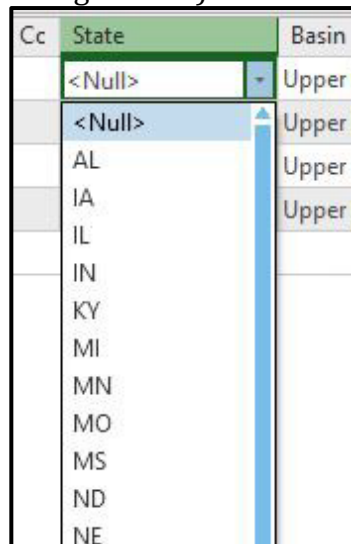 Cc State Basin
<Null> Upper
<Null> Upper
AL Upper
IA Upper
IL
IN
KY
MI
MN
MO
MS
ND
NE